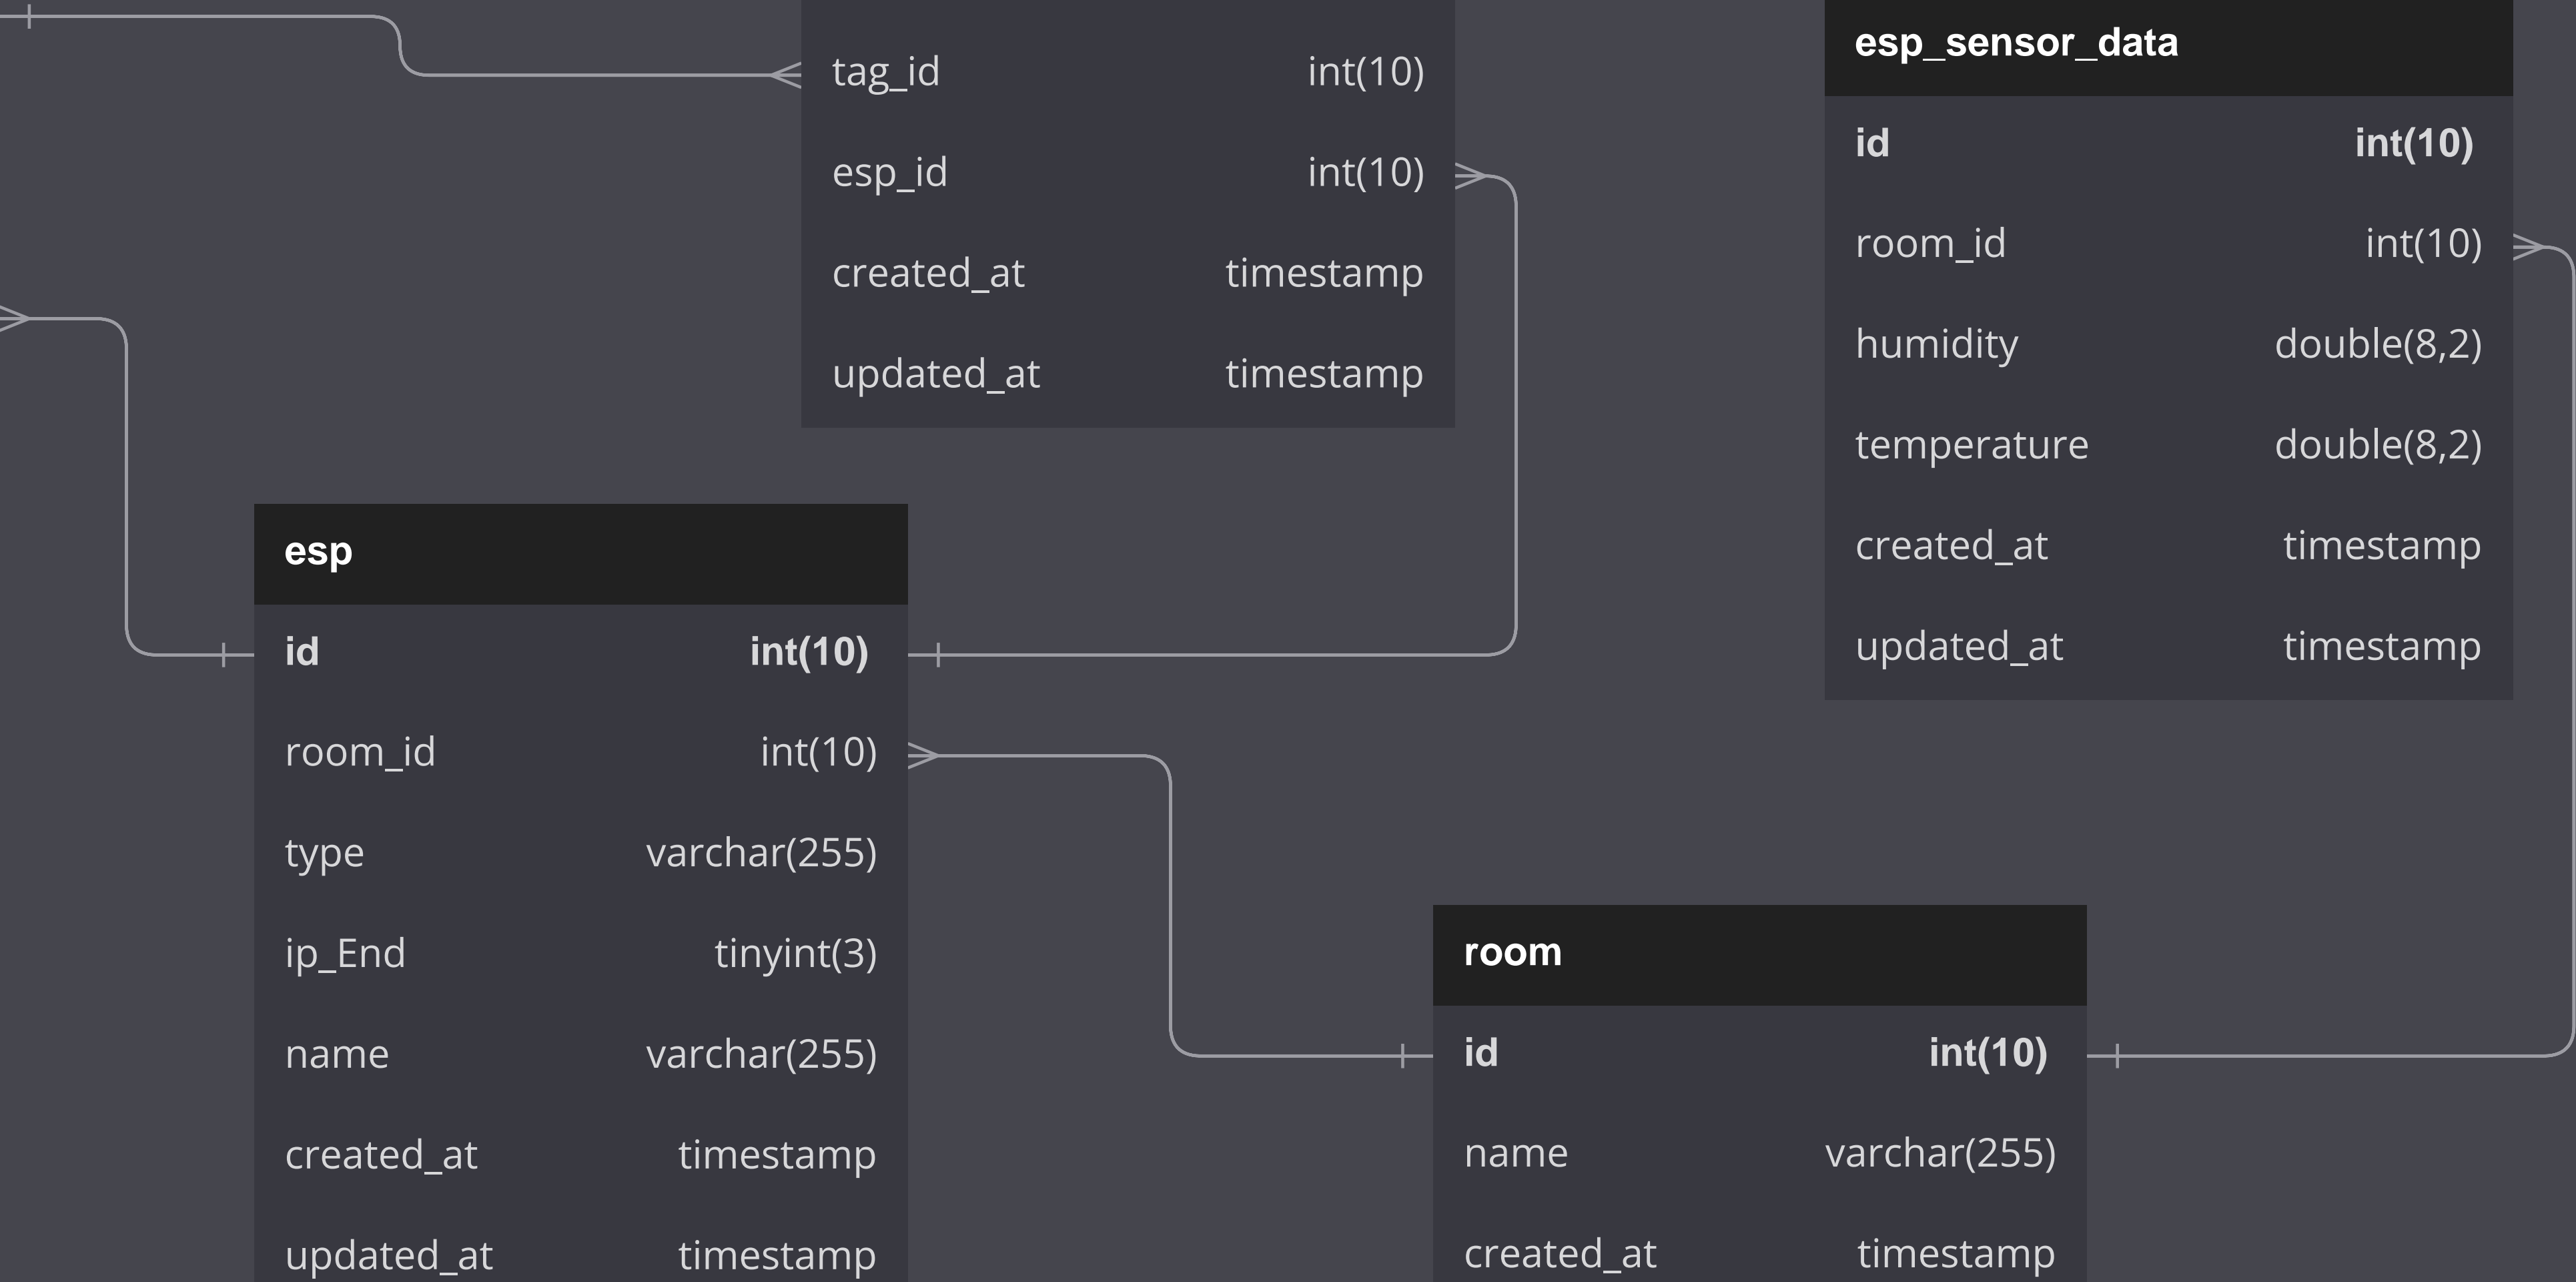 tag_id int(10)
esp_id int(10)
created_at timestamp
updated_at timestamp
esp_sensor_data
id int(10)
room_id int(10)
humidity double(8,2)
temperature double(8,2)
created_at timestamp
updated_at timestamp
esp
id int(10)
room_id int(10)
type varchar(255)
ip_End tinyint(3)
name varchar(255)
created_at timestamp
updated_at timestamp
room
id int(10)
name varchar(255)
created_at timestamp